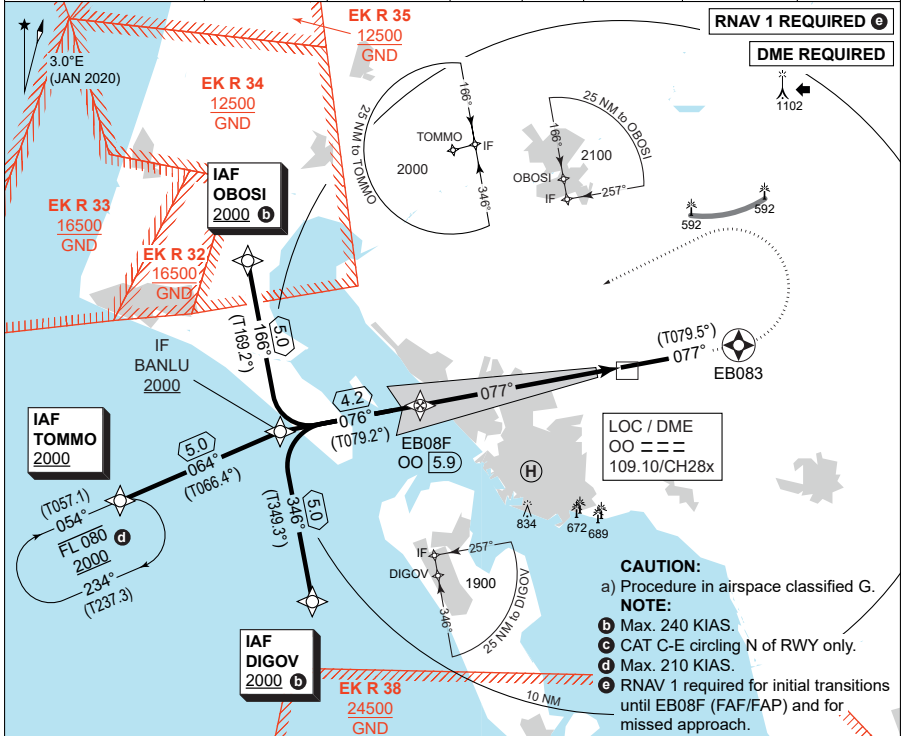 RNAV 1 REQUIRED e
DME REQUIRED
3.0°E
(JAN 2020)
EK R 35
12500
GND
EK R 34
12500
GND
EK R 33
16500
GND
EK R 32
16500
GND
IAF
OBOSI
2000 b
25 NM to TOMMO
166°
TOMMO
IF
2000
346°
25 NM to OBOSI
166°
2100
OBOSI
IF
257°
1102
592
592
5.0
166°
(T169.2°)
IF
BANLU
2000
(T079.5°)
077°
EB083
077°
4.2
076°
(T079.2°)
EB08F
OO 5.9
LOC / DME
OO
109.10/CH28x
H
834
672
689
IAF
TOMMO
2000
5.0
064°
(T066.4°)
(T057.1)
054°
FL 080 d
2000
234°
(T237.3)
5.0
346°
(T349.3°)
IAF
DIGOV
2000 b
IF
257°
DIGOV
1900
346°
25 NM to DIGOV
EK R 38
24500
GND
10 NM
CAUTION:
a) Procedure in airspace classified G.
NOTE:
b Max. 240 KIAS.
c CAT C-E circling N of RWY only.
d Max. 210 KIAS.
e RNAV 1 required for initial transitions
until EB08F (FAF/FAP) and for
missed approach.